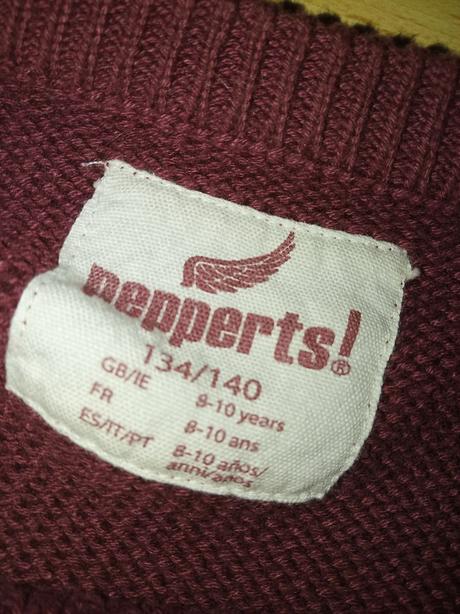 pepperts!®
134/140
GB/IE 8-10 years
FR 8-10 ans
ES/IT/PT 8-10 años/
anni/años